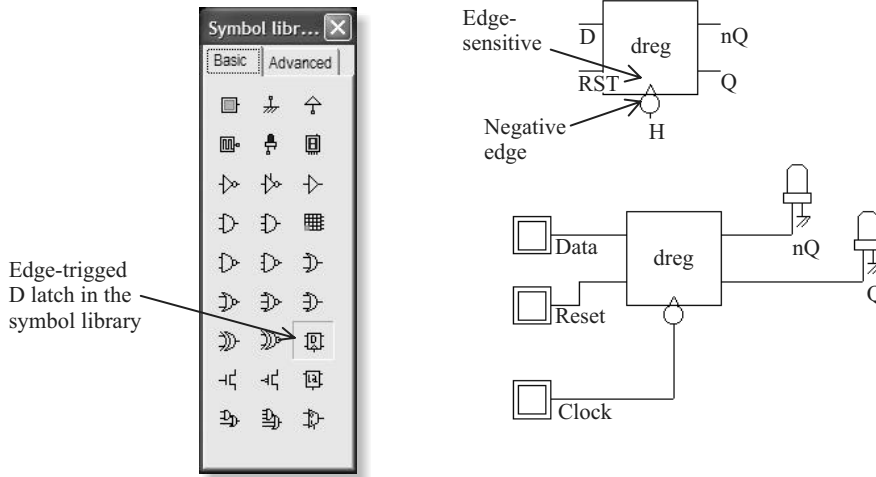 Symbol libr...
Basic
Advanced
Edge-trigged
D latch in the
symbol library
Edge-
sensitive
Negative
edge
D
RST
dreg
nQ
Q
H
Data
Reset
Clock
dreg
nQ
Q